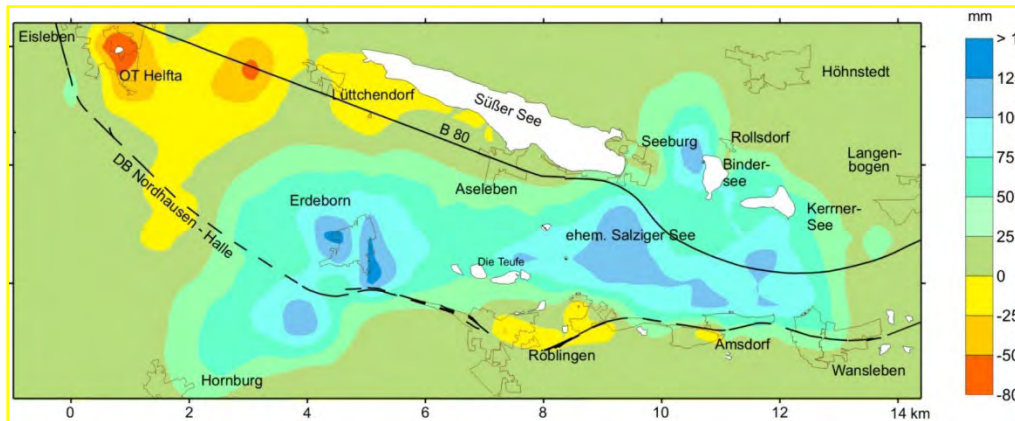 mm
Eisleben
OT Helfta
Lüttchendorf
Süßer See
Höhnstedt
B 80
Seeburg
Rollsdorf
Binder-
see
Langen-
bogen
DB Nordhausen - Halle
Aseleben
Erdeborn
Kerrner-
See
ehem. Salziger See
Die Teufe
Röblingen
Amsdorf
Wansleben
Hornburg
0 2 4 6 8 10 12 14 km
75
50
25
0
-25
-50
-80